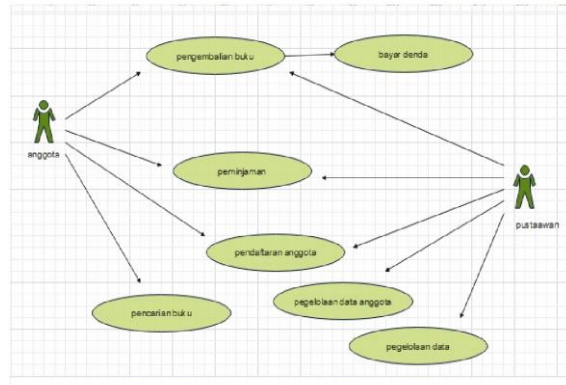 pengembalian buku
bayar denda
anggota
peminjaman
pustaawan
pendaftaran anggota
pegelolaan data anggota
pencarian buku
pegelolaan data